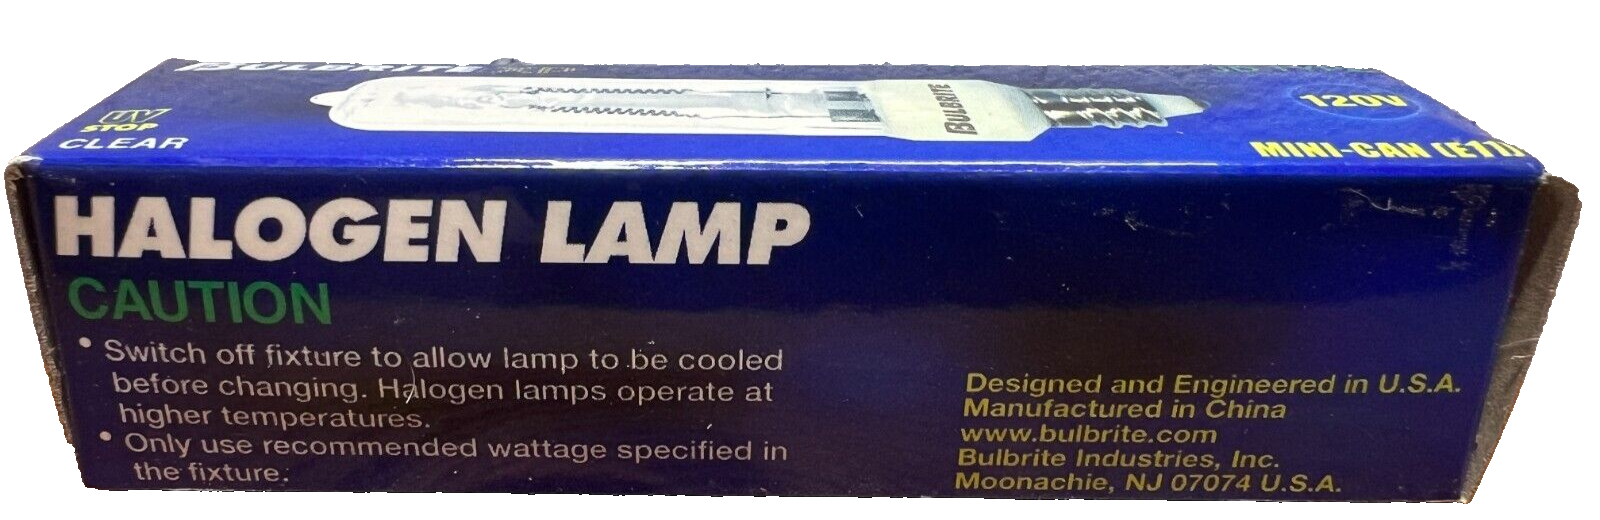 BULBRITE
UV
STOP
CLEAR
BULBRITE
120V
MINI-CAN (E11)
HALOGEN LAMP
CAUTION
• Switch off fixture to allow lamp to be cooled
before changing. Halogen lamps operate at
higher temperatures.
• Only use recommended wattage specified in
the fixture.
Designed and Engineered in U.S.A.
Manufactured in China
www.bulbrite.com
Bulbrite Industries, Inc.
Moonachie, NJ 07074 U.S.A.